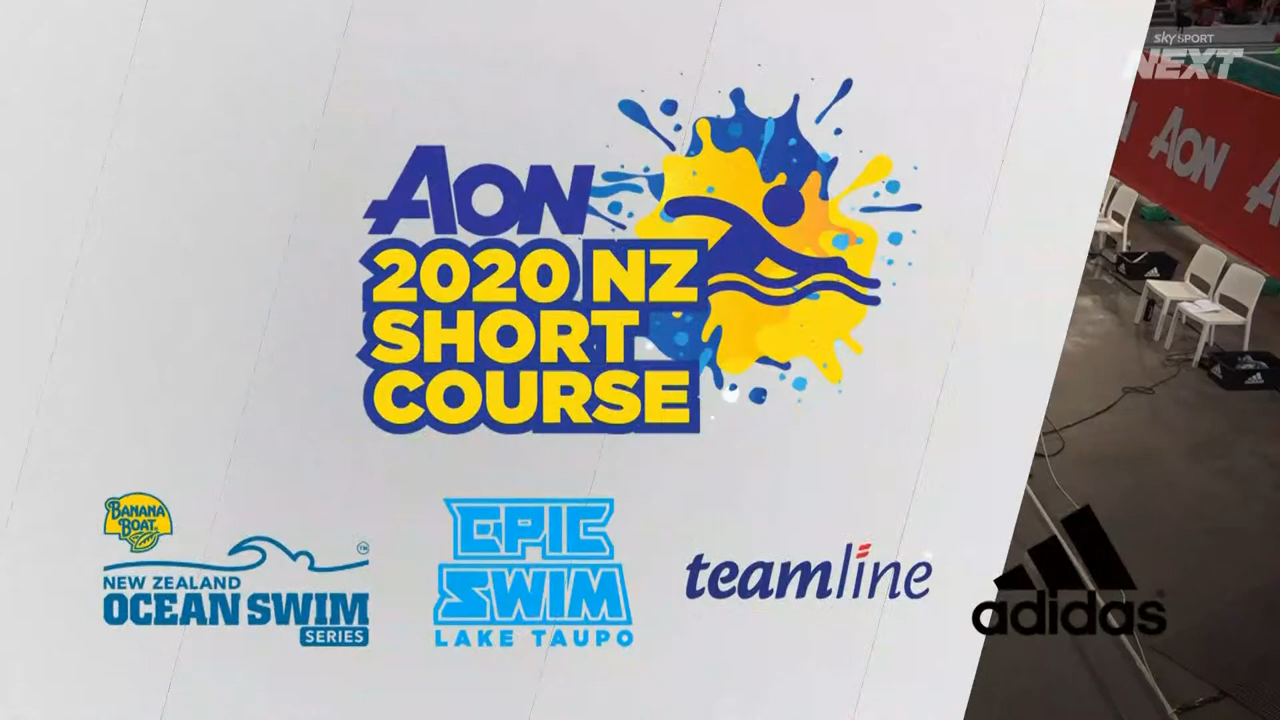 sky SPORT
NEXT
AON
AON
2020 NZ
SHORT
COURSE
BANANA
BOAT
NEW ZEALAND
OCEAN SWIM
SERIES
™
EPIC
SWIM
LAKE TAUPO
teamline
adidas